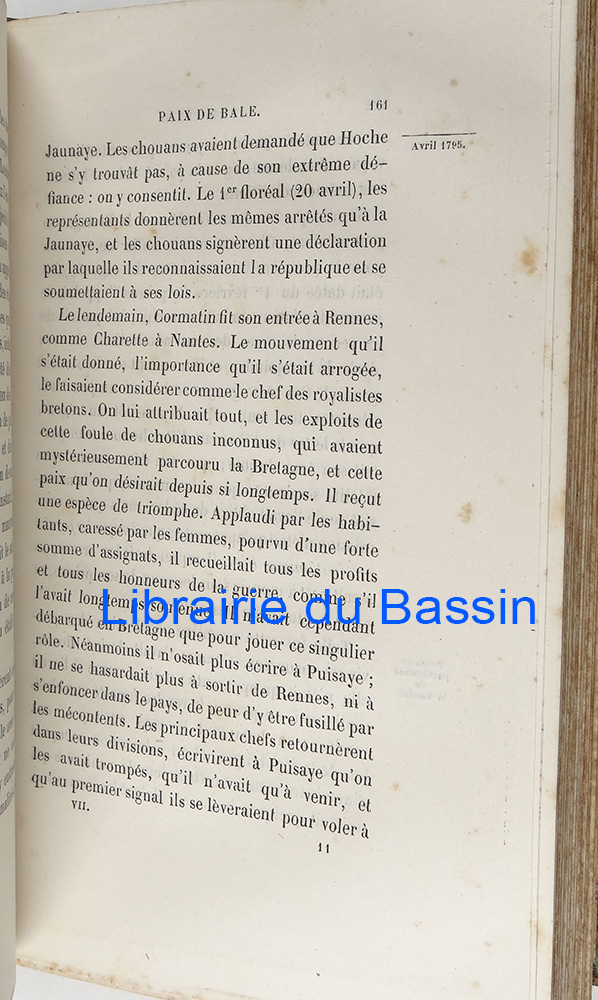 PAIX DE BALE.
161
Avril 1795.
Jaunaye. Les chouans avaient demandé que Hoche
ne s'y trouvât pas, à cause de son extrême dé-
fiance : on y consentit. Le 1er floréal (20 avril), les
représentants donnèrent les mêmes arrêtés qu'à la
Jaunaye, et les chouans signèrent une déclaration
par laquelle ils reconnaissaient la république et se
soumettaient à ses lois.
Le lendemain, Cormatin fit son entrée à Rennes,
comme Charette à Nantes. Le mouvement qu'il
s'était donné, l'importance qu'il s'était arrogée,
le faisaient considérer comme le chef des royalistes
bretons. On lui attribuait tout, et les exploits de
cette foule de chouans inconnus, qui avaient
mystérieusement parcouru la Bretagne, et cette
paix qu'on désirait depuis si longtemps. Il reçut
une espèce de triomphe. Applaudi par les habi-
tants, caressé par les femmes, pourvu d'une forte
somme d'assignats, il recueillait tous les profits
et tous les honneurs de la guerre, comme s'il
l'avait longtemps soutenue. Il n'avait cependant
débarqué en Bretagne que pour jouer ce singulier
rôle. Néanmoins il n'osait plus écrire à Puisaye ;
il ne se hasardait plus à sortir de Rennes, ni à
s'enfoncer dans le pays, de peur d'y être fusillé par
les mécontents. Les principaux chefs retournèrent
dans leurs divisions, écrivirent à Puisaye qu'on
les avait trompés, qu'il n'avait qu'à venir, et
qu'au premier signal ils se lèveraient pour voler à
VII.
11
Librairie du Bassin